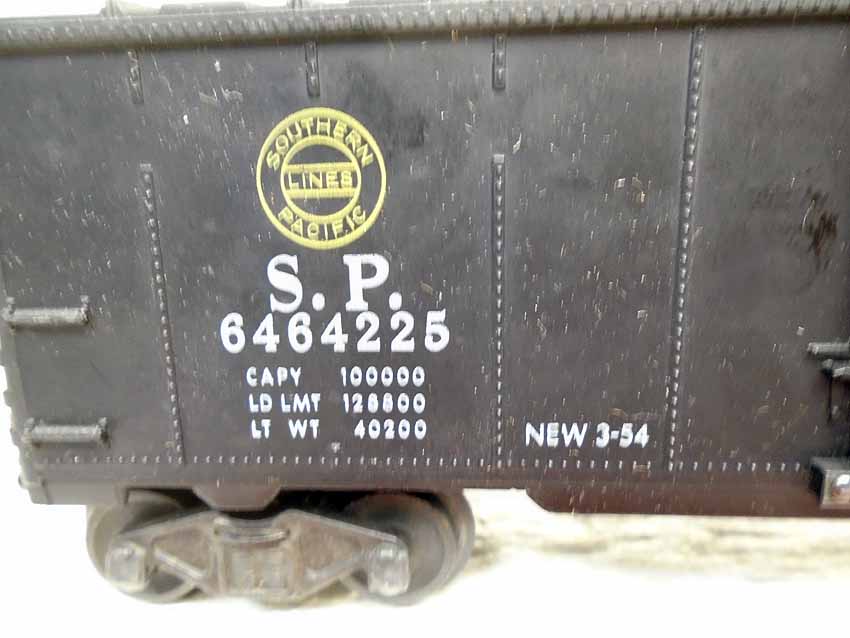 SOUTHERN
LINES
PACIFIC
S. P.
6464225
CAPY 100000
LD LMT 128800
LT WT 40200
NEW 3-54